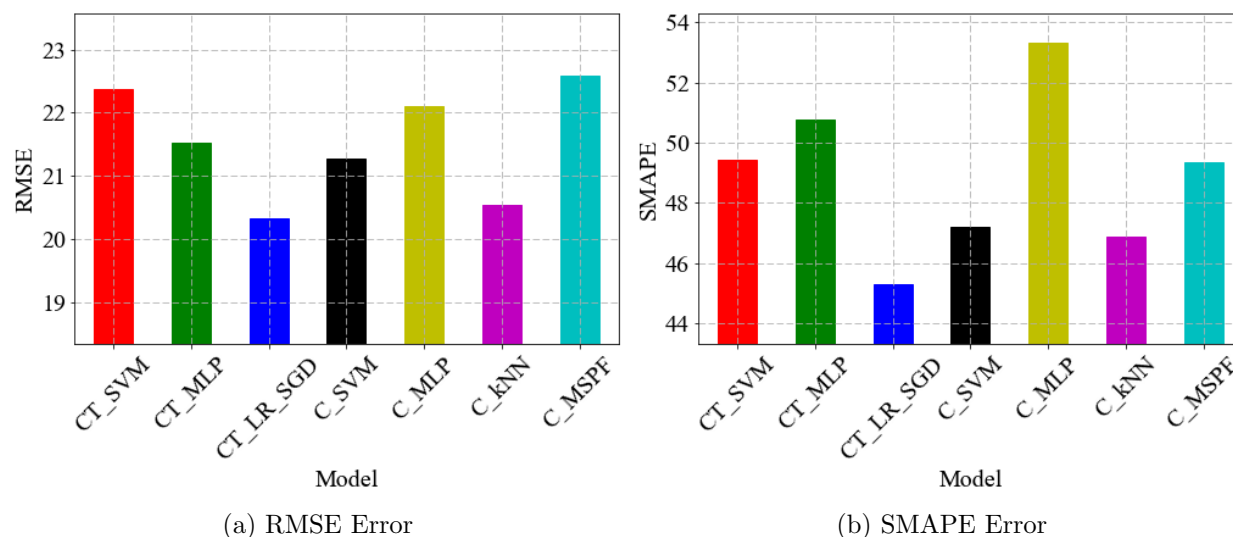 23
22
21
20
19
RMSE
CT_SVM
CT_MLP
CT_LR_SGD
C_SVM
C_MLP
C_kNN
C_MSPF
Model
(a) RMSE Error
54
52
50
48
46
44
SMAPE
CT_SVM
CT_MLP
CT_LR_SGD
C_SVM
C_MLP
C_kNN
C_MSPF
Model
(b) SMAPE Error